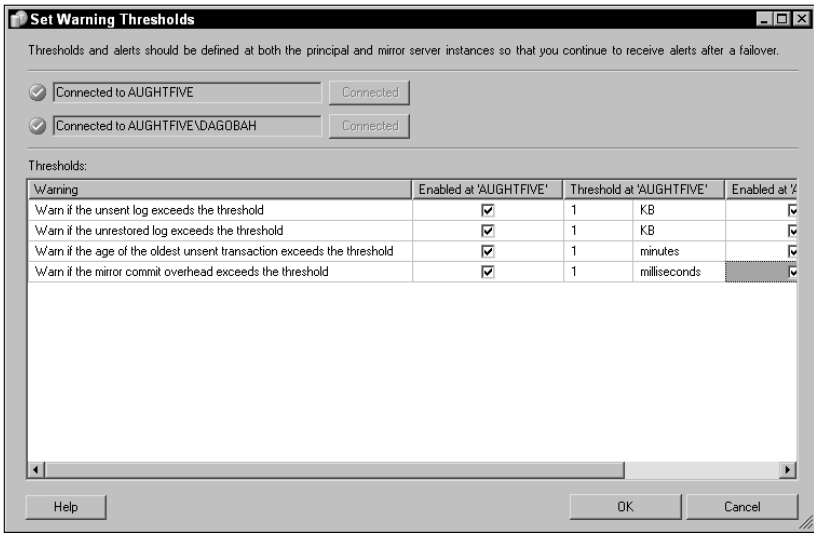 Set Warning Thresholds
Thresholds and alerts should be defined at both the principal and mirror server instances so that you continue to receive alerts after a failover.
Connected to AUGHTFIVE Connected
Connected to AUGHTFIVE\DAGOBAH Connected
Thresholds:
Warning Enabled at 'AUGHTFIVE' Threshold at 'AUGHTFIVE' Enabled at
Warn if the unsent log exceeds the threshold 1 KB
Warn if the unrestored log exceeds the threshold 1 KB
Warn if the age of the oldest unsent transaction exceeds the threshold 1 minutes
Warn if the mirror commit overhead exceeds the threshold 1 milliseconds
Help OK Cancel